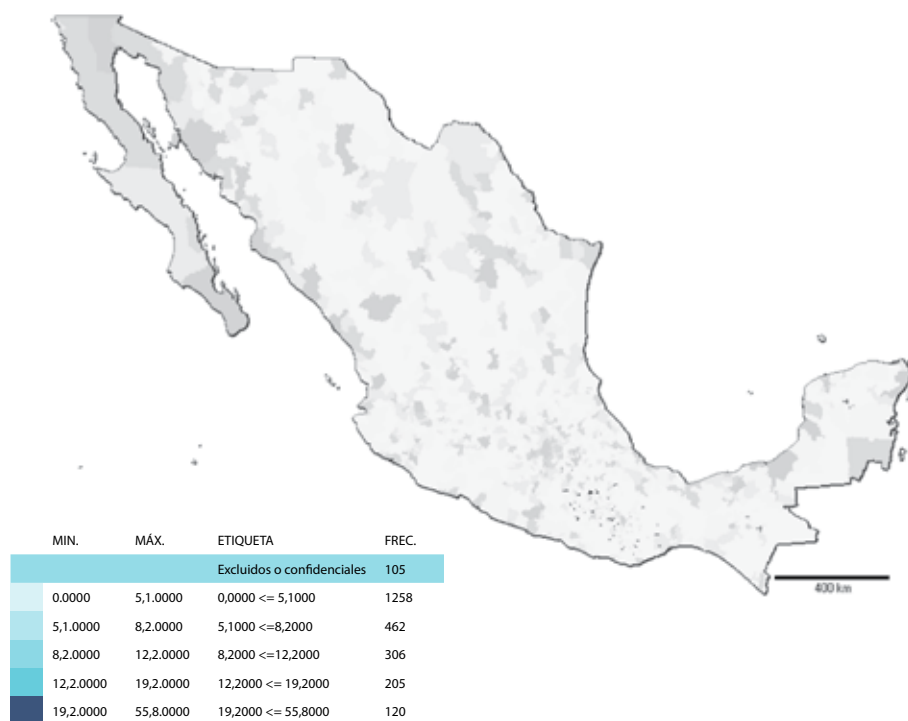 400 km
MIN. MÁX. ETIQUETA FREC.
Excluidos o confidenciales 105
0.0000 5,1.0000 0,0000 <= 5,1000 1258
5,1.0000 8,2.0000 5,1000 <=8,2000 462
8,2.0000 12,2.0000 8,2000 <=12,2000 306
12,2.0000 19,2.0000 12,2000 <= 19,2000 205
19,2.0000 55,8.0000 19,2000 <= 55,8000 120